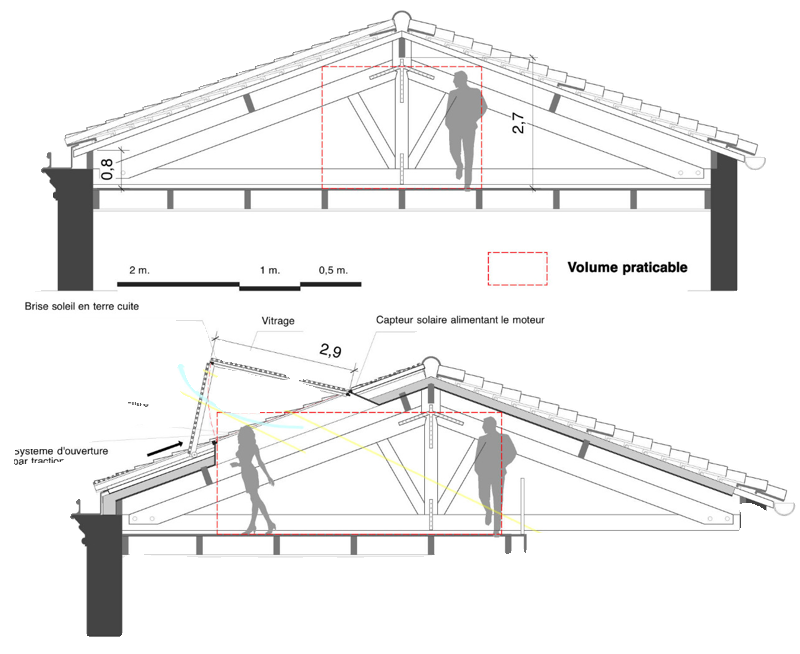 0,8
2,7
2 m. 1 m. 0,5 m.
Volume praticable
Brise soleil en terre cuite
Vitrage
Capteur solaire alimentant le moteur
2,9
Systeme d'ouverture
par traction